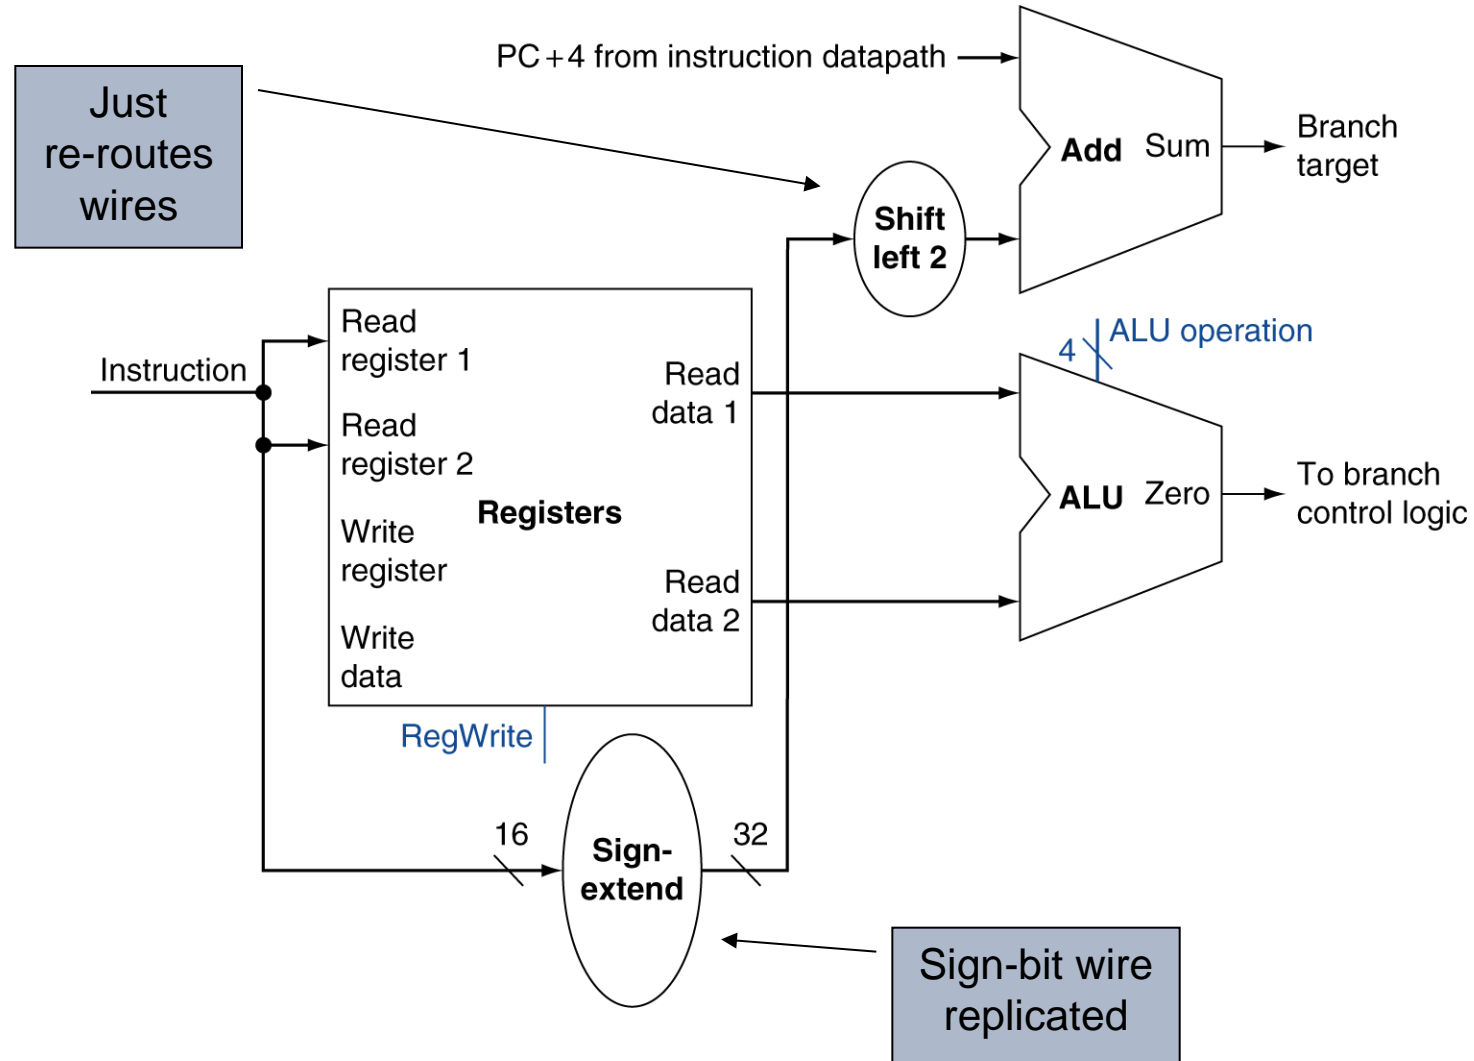 PC+4 from instruction datapath
Just
re-routes
wires
Add
Sum
Branch
target
Shift
left 2
ALU operation
4
Instruction
Read
register 1
Read
data 1
Read
register 2
Registers
Write
register
Read
data 2
Write
data
ALU
Zero
To branch
control logic
RegWrite
16
32
Sign-
extend
Sign-bit wire
replicated